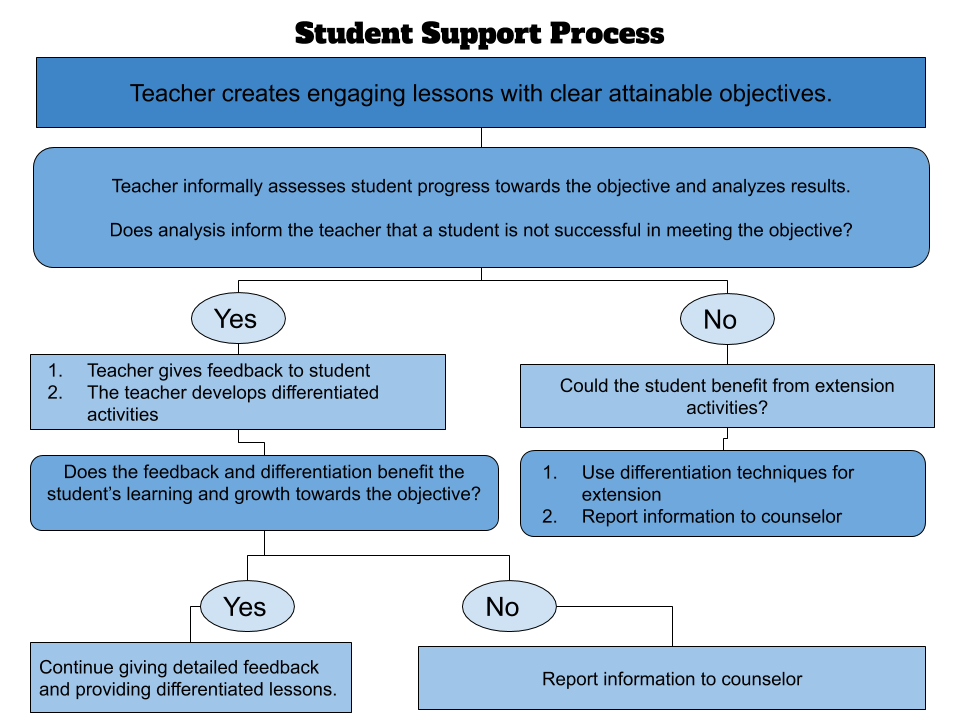 Student Support Process
Teacher creates engaging lessons with clear attainable objectives.
Teacher informally assesses student progress towards the objective and analyzes results.
Does analysis inform the teacher that a student is not successful in meeting the objective?
Yes
No
1. Teacher gives feedback to student
2. The teacher develops differentiated
activities
Could the student benefit from extension
activities?
Does the feedback and differentiation benefit the
student’s learning and growth towards the objective?
1. Use differentiation techniques for
extension
2. Report information to counselor
Yes
No
Continue giving detailed feedback
and providing differentiated lessons.
Report information to counselor